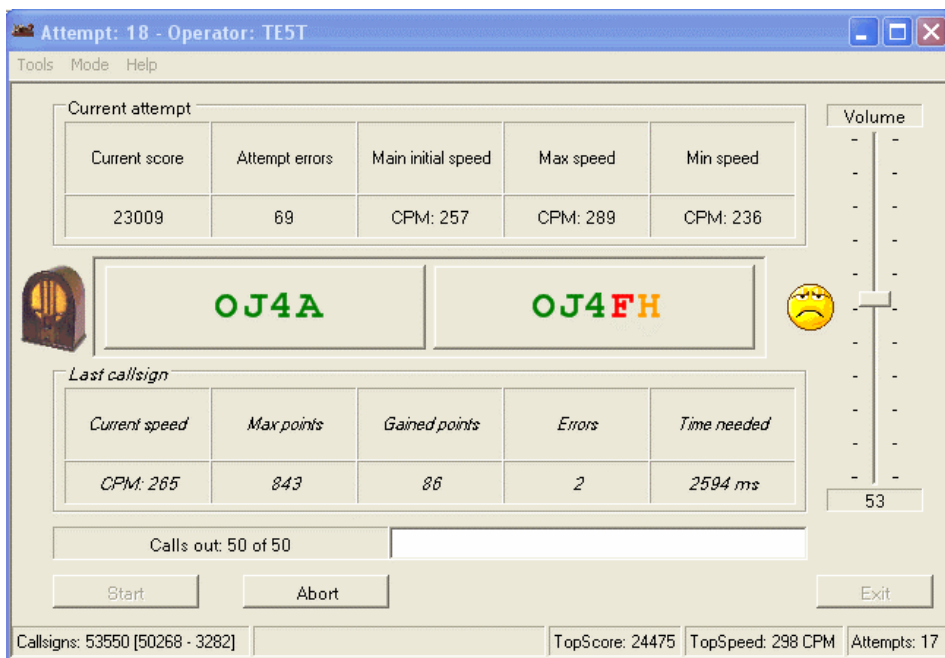 Attempt: 18 - Operator: TE5T
Tools Mode Help
Current attempt
Current score Attempt errors Main initial speed Max speed Min speed
23009 69 CPM: 257 CPM: 289 CPM: 236
Volume
OJ4A OJ4FH
Last callsign
Current speed Max points Gained points Errors Time needed
CPM: 265 843 86 2 2594 ms
53
Calls out: 50 of 50
Start Abort Exit
Callsigns: 53550 [50268 - 3282] TopScore: 24475 TopSpeed: 298 CPM Attempts: 17